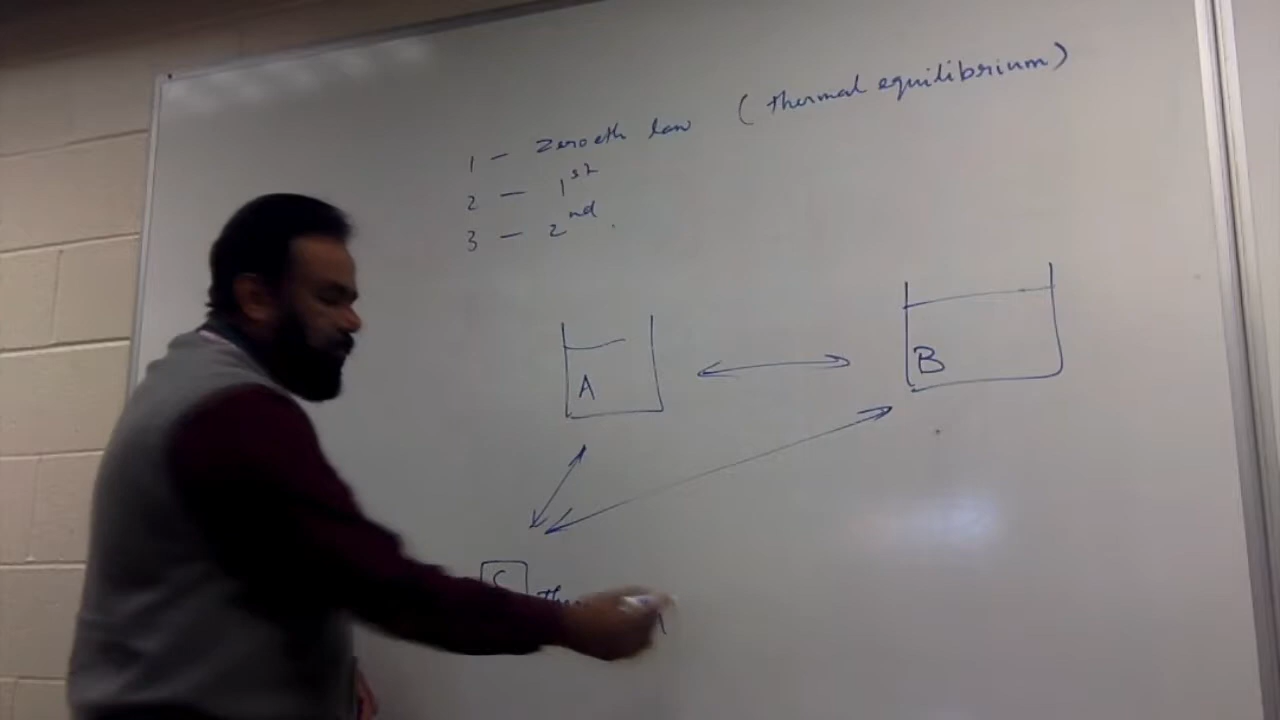 1 - Zeroeth law (thermal equilibrium)
2 - 1st
3 - 2nd
A
B
C